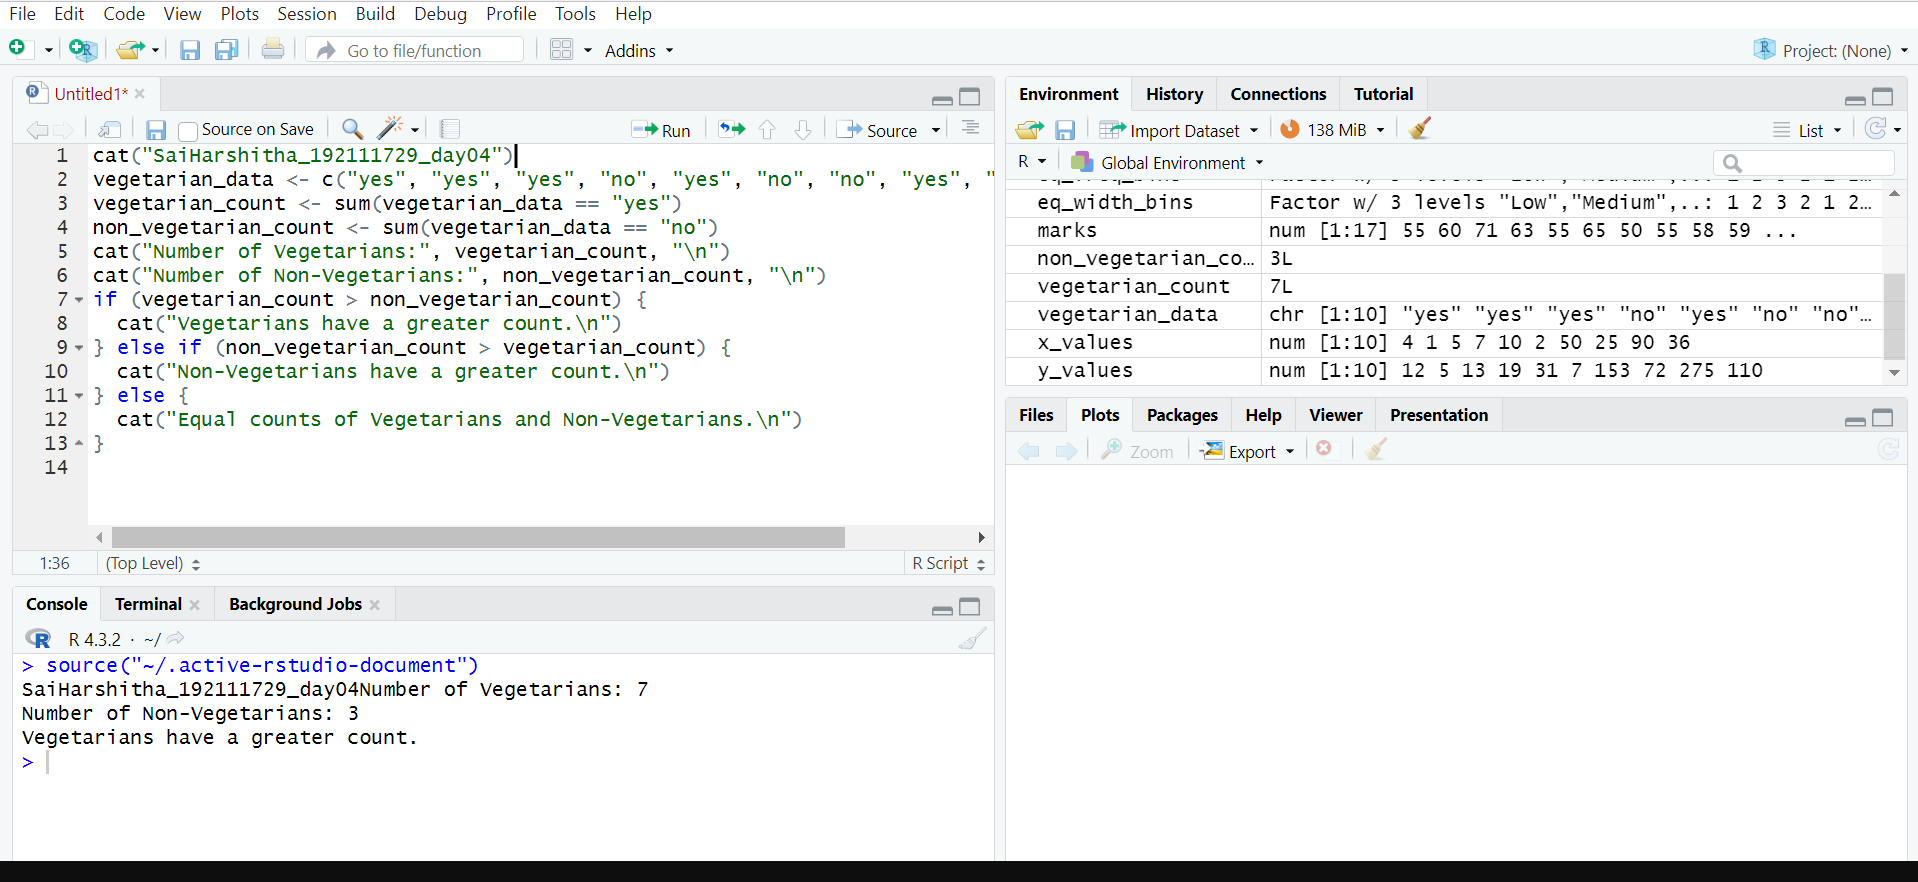 File Edit Code View Plots Session Build Debug Profile Tools Help
Go to file/function Addins Project: (None)
Untitled1*
Source on Save Run Source
1 cat("SaiHarshitha_192111729_day04")
2 vegetarian_data <- c("yes", "yes", "yes", "no", "yes", "no", "no", "yes", "
3 vegetarian_count <- sum(vegetarian_data == "yes")
4 non_vegetarian_count <- sum(vegetarian_data == "no")
5 cat("Number of Vegetarians:", vegetarian_count, "\n")
6 cat("Number of Non-Vegetarians:", non_vegetarian_count, "\n")
7 if (vegetarian_count > non_vegetarian_count) {
8 cat("Vegetarians have a greater count.\n")
9 } else if (non_vegetarian_count > vegetarian_count) {
10 cat("Non-Vegetarians have a greater count.\n")
11 } else {
12 cat("Equal counts of Vegetarians and Non-Vegetarians.\n")
13 }
14
1:36 (Top Level) R Script
Console Terminal Background Jobs
R R 4.3.2 · ~/
> source("~/.active-rstudio-document")
SaiHarshitha_192111729_day04Number of Vegetarians: 7
Number of Non-Vegetarians: 3
Vegetarians have a greater count.
>
Environment History Connections Tutorial
Import Dataset 138 MiB List
R Global Environment
eq_width_bins Factor w/ 3 levels "Low","Medium",..: 1 2 3 2 1 2…
marks num [1:17] 55 60 71 63 55 65 50 55 58 59 ...
non_vegetarian_co… 3L
vegetarian_count 7L
vegetarian_data chr [1:10] "yes" "yes" "yes" "no" "yes" "no" "no"…
x_values num [1:10] 4 1 5 7 10 2 50 25 90 36
y_values num [1:10] 12 5 13 19 31 7 153 72 275 110
Files Plots Packages Help Viewer Presentation
Zoom Export